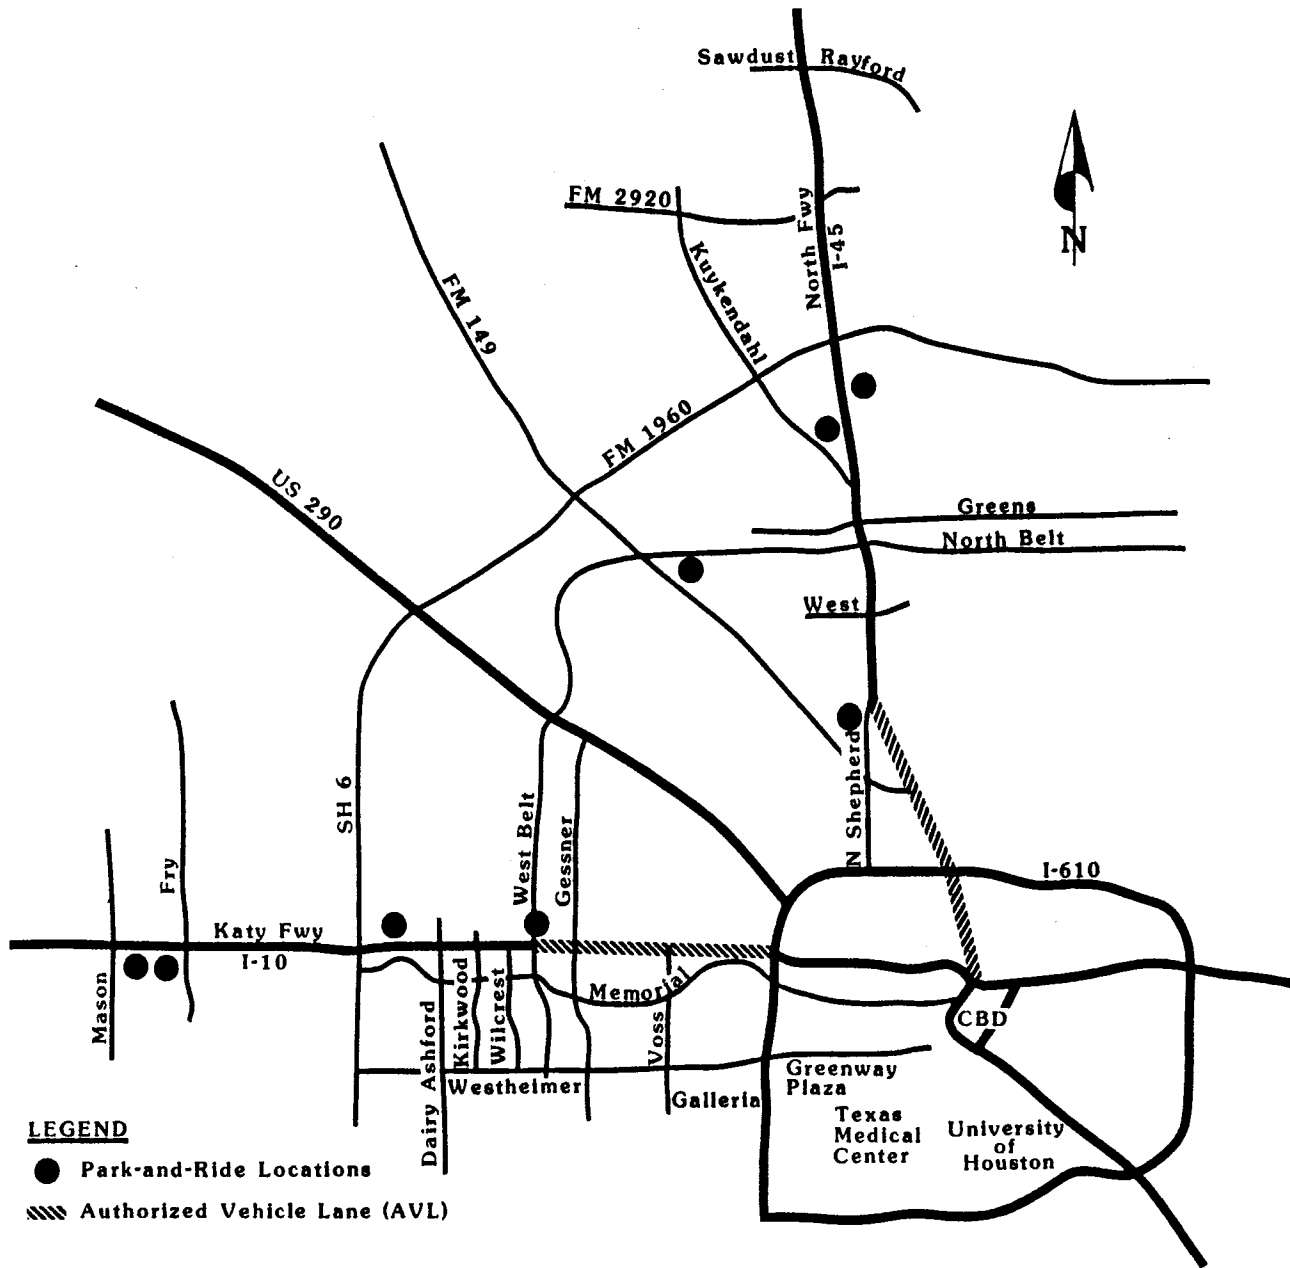 Sawdust Rayford
FM 2920
North Fwy
I-45
N
Kuykendahl
FM 149
FM 1960
US 290
Greens
North Belt
West
N Shepherd
SH 6
West Belt
Gessner
Fry
I-610
Katy Fwy
I-10
Mason
Memorial
Kirkwood
Wilcrest
Voss
CBD
Dairy Ashford
Westheimer
Galleria
Greenway
Plaza
Texas
Medical
Center
University
of
Houston
LEGEND
Park-and-Ride Locations
Authorized Vehicle Lane (AVL)